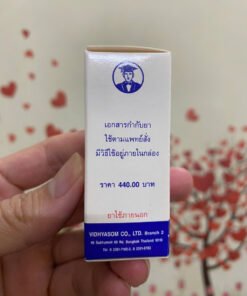 เอกสารกำกับยา
ใช้ตามแพทย์สั่ง
มีวิธีใช้อยู่ภายในกล่อง
ราคา 440.00 บาท
ยาใช้ภายนอก
VIDHYASOM CO., LTD. Branch 2
Bangkok Thailand